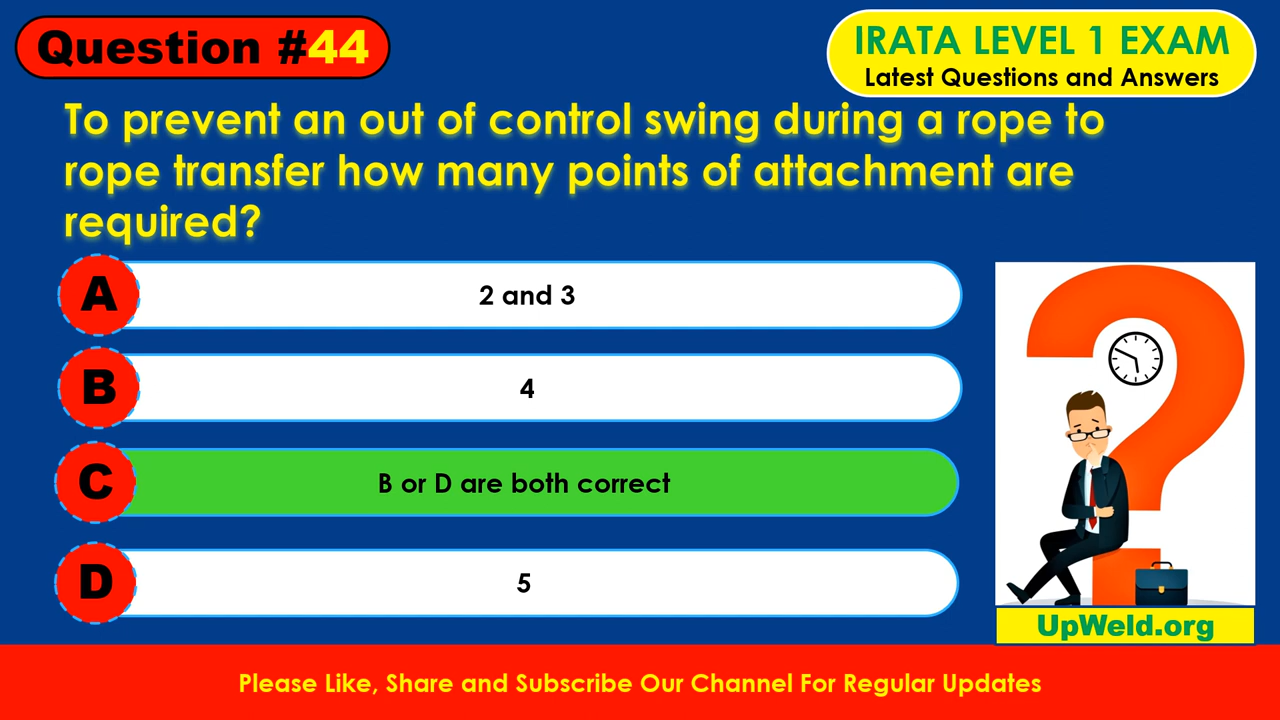 Question #44
IRATA LEVEL 1 EXAM
Latest Questions and Answers
To prevent an out of control swing during a rope to
rope transfer how many points of attachment are
required?
A
2 and 3
B
4
C
B or D are both correct
D
5
UpWeld.org
Please Like, Share and Subscribe Our Channel For Regular Updates